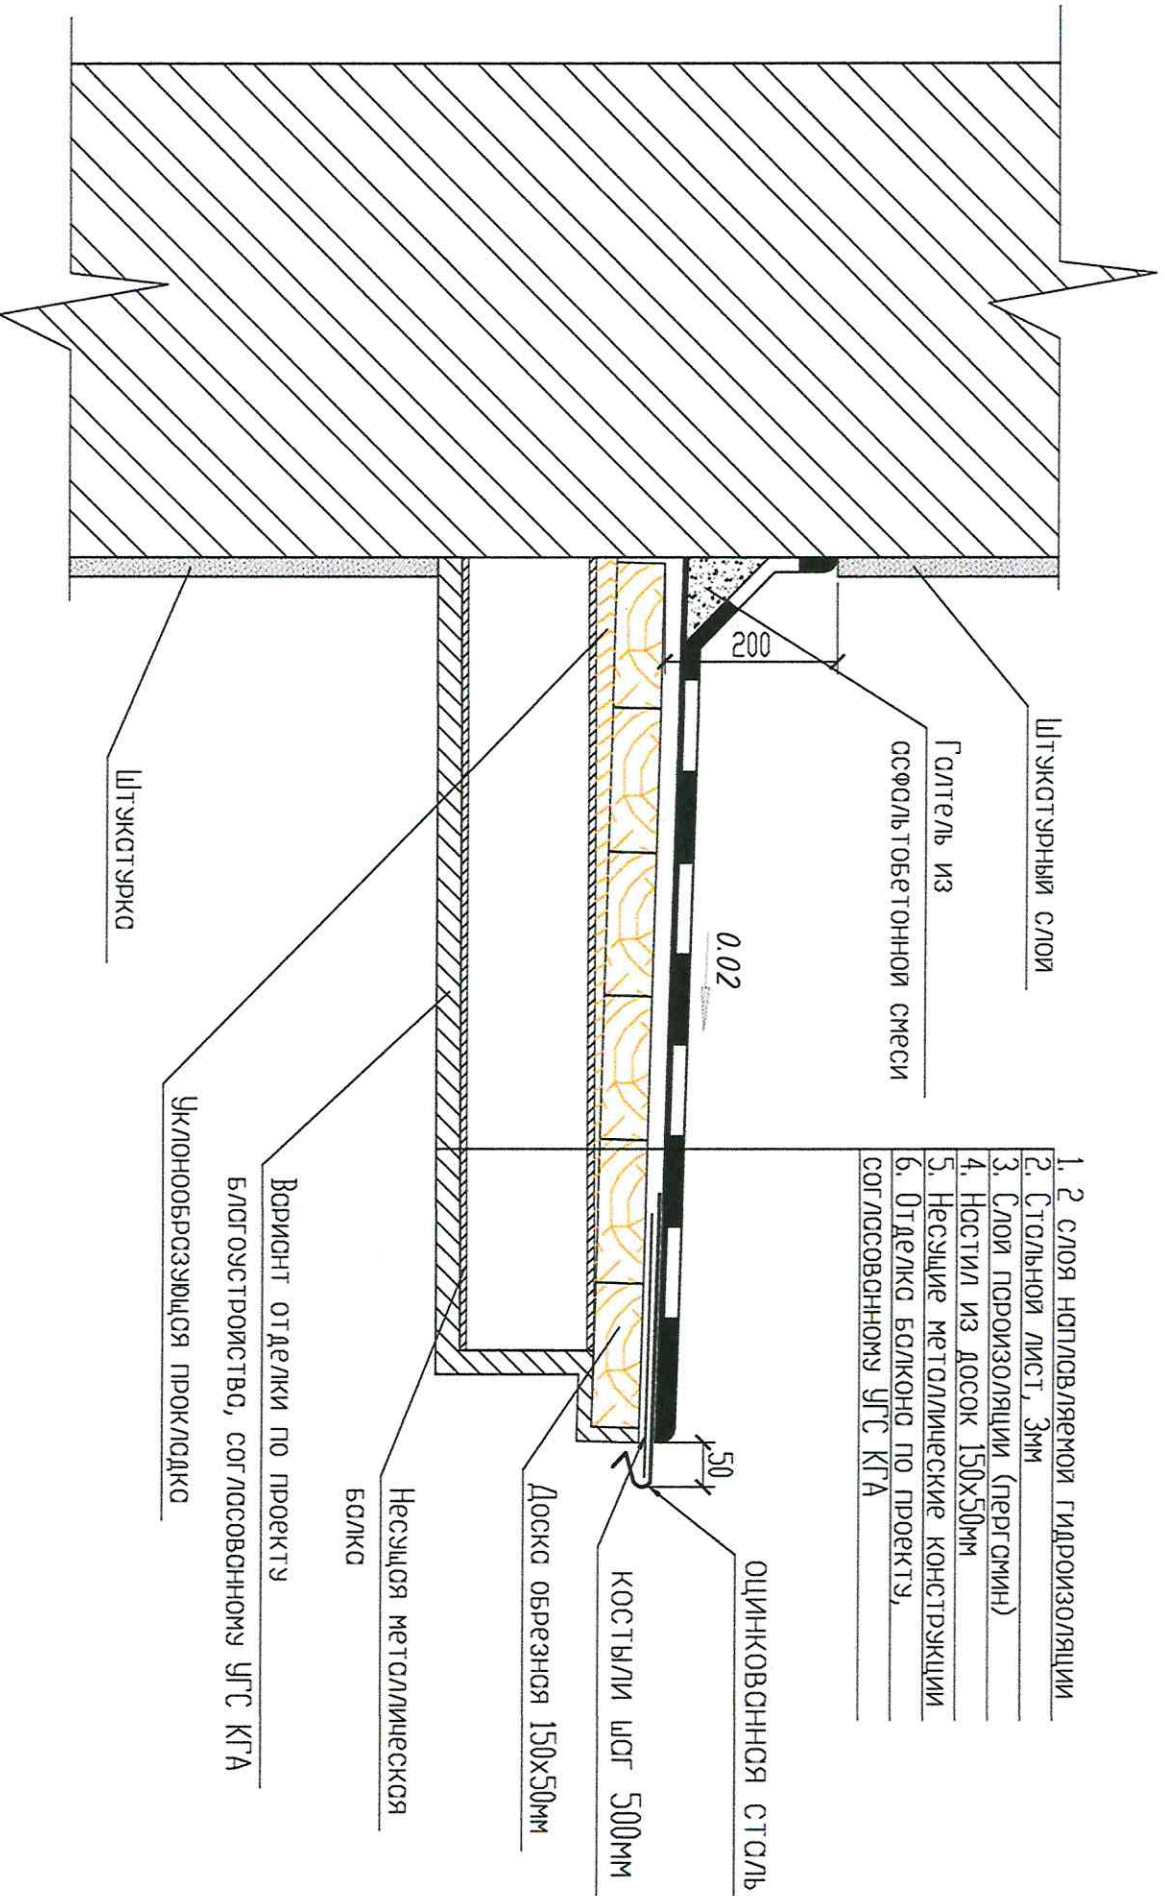 1. 2 слоя наплавляемой гидроизоляции
2. Стальной лист, 3мм
3. Слой пароизоляции (пергамин)
4. Настил из досок 150х50мм
5. Несущие металлические конструкции
6. Отделка балкона по проекту,
согласованному УГС КГА
Штукатурный слой
Галтель из
асфальтобетонной смеси
200
0.02
50
оцинкованная сталь
костыли шаг 500мм
Доска обрезная 150х50мм
Несущая металлическая
балка
Вариант отделки по проекту
благоустройства, согласованному УГС КГА
Уклонообразующая прокладка
Штукатурка